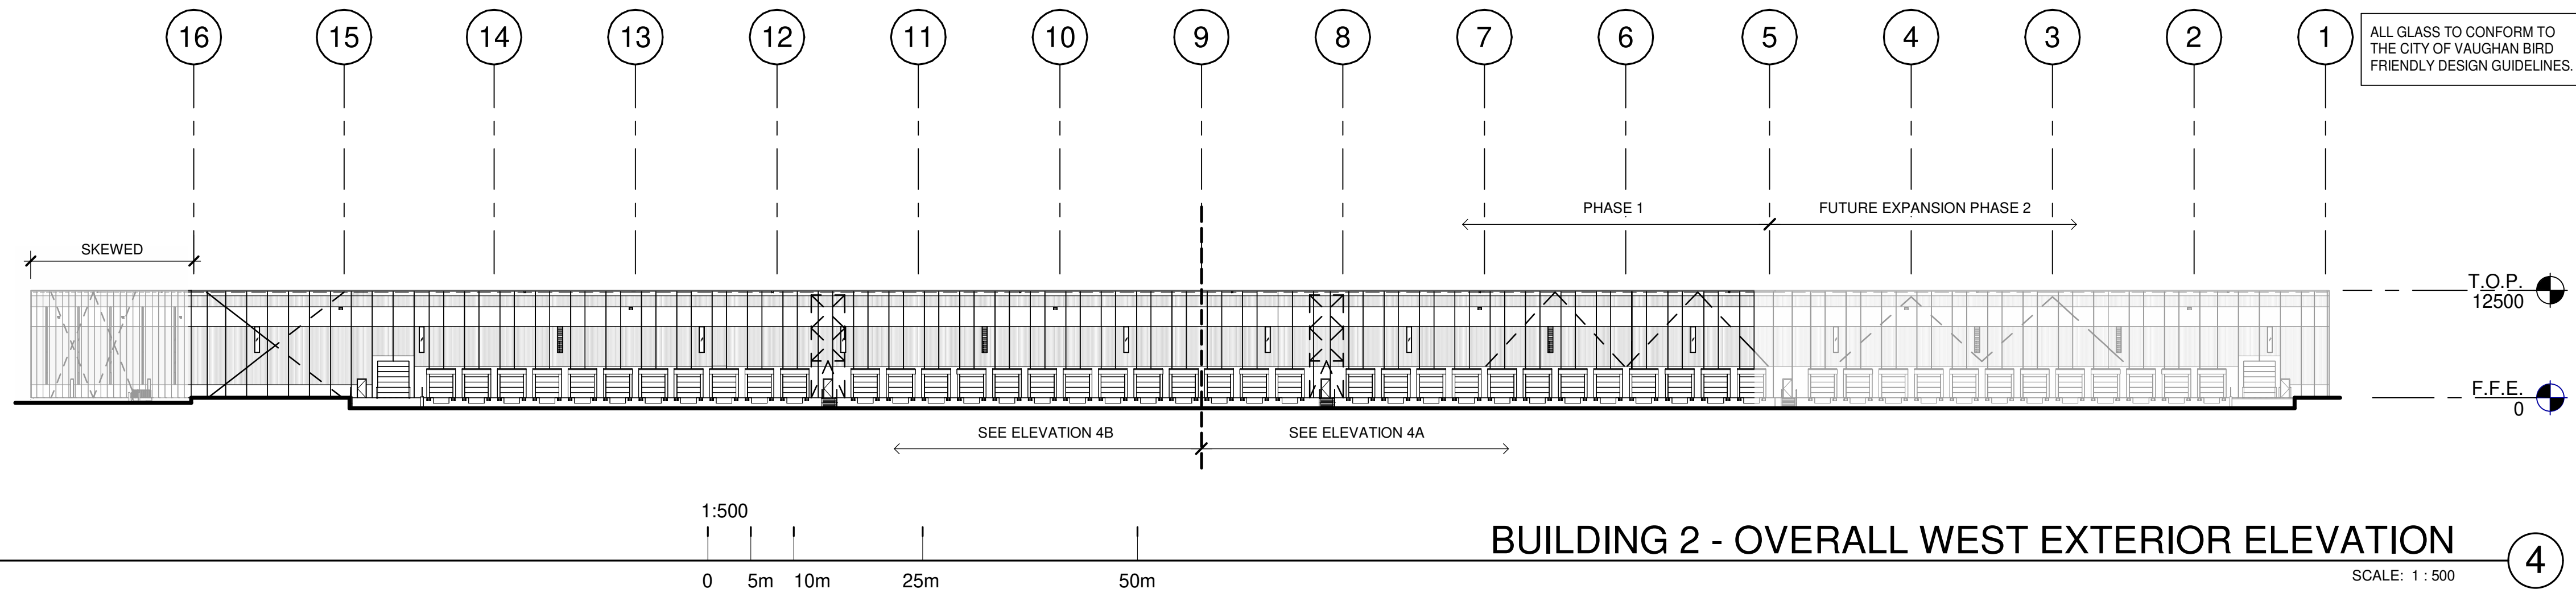 16 15 14 13 12 11 10 9 8 7 6 5 4 3 2 1
ALL GLASS TO CONFORM TO
THE CITY OF VAUGHAN BIRD
FRIENDLY DESIGN GUIDELINES.
PHASE 1
FUTURE EXPANSION PHASE 2
SKEWED
T.O.P.
12500
F.F.E.
0
SEE ELEVATION 4B
SEE ELEVATION 4A
1:500
0 5m 10m 25m 50m
BUILDING 2 - OVERALL WEST EXTERIOR ELEVATION
4
SCALE: 1 : 500